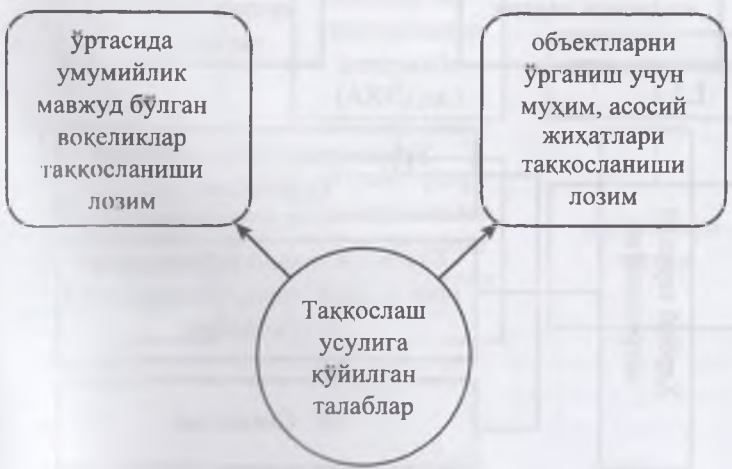 ўртасида
умумийлик
мавжуд бўлган
воқеликлар
таққосланиши
лозим
объектларни
ўрганиш учун
муҳим, асосий
жиҳатлари
таққосланиши
лозим
Таққослаш
усулига
қўйилган
талаблар